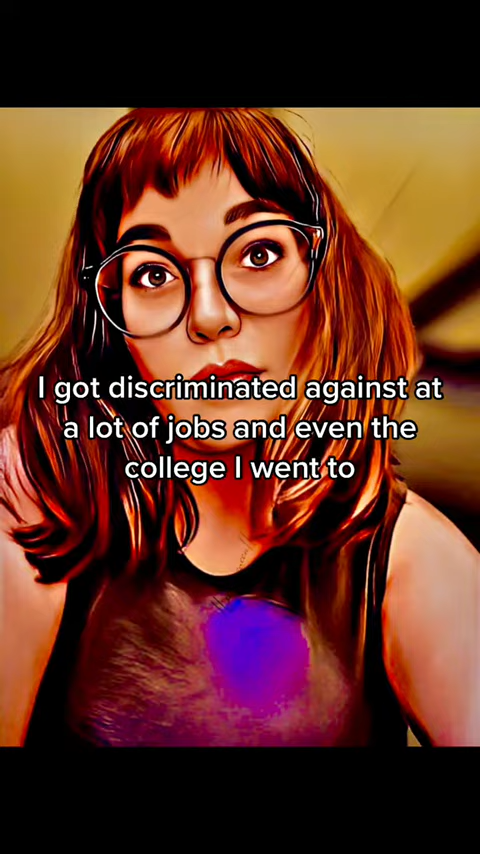 I got discriminated against at
a lot of jobs and even the
college I went to